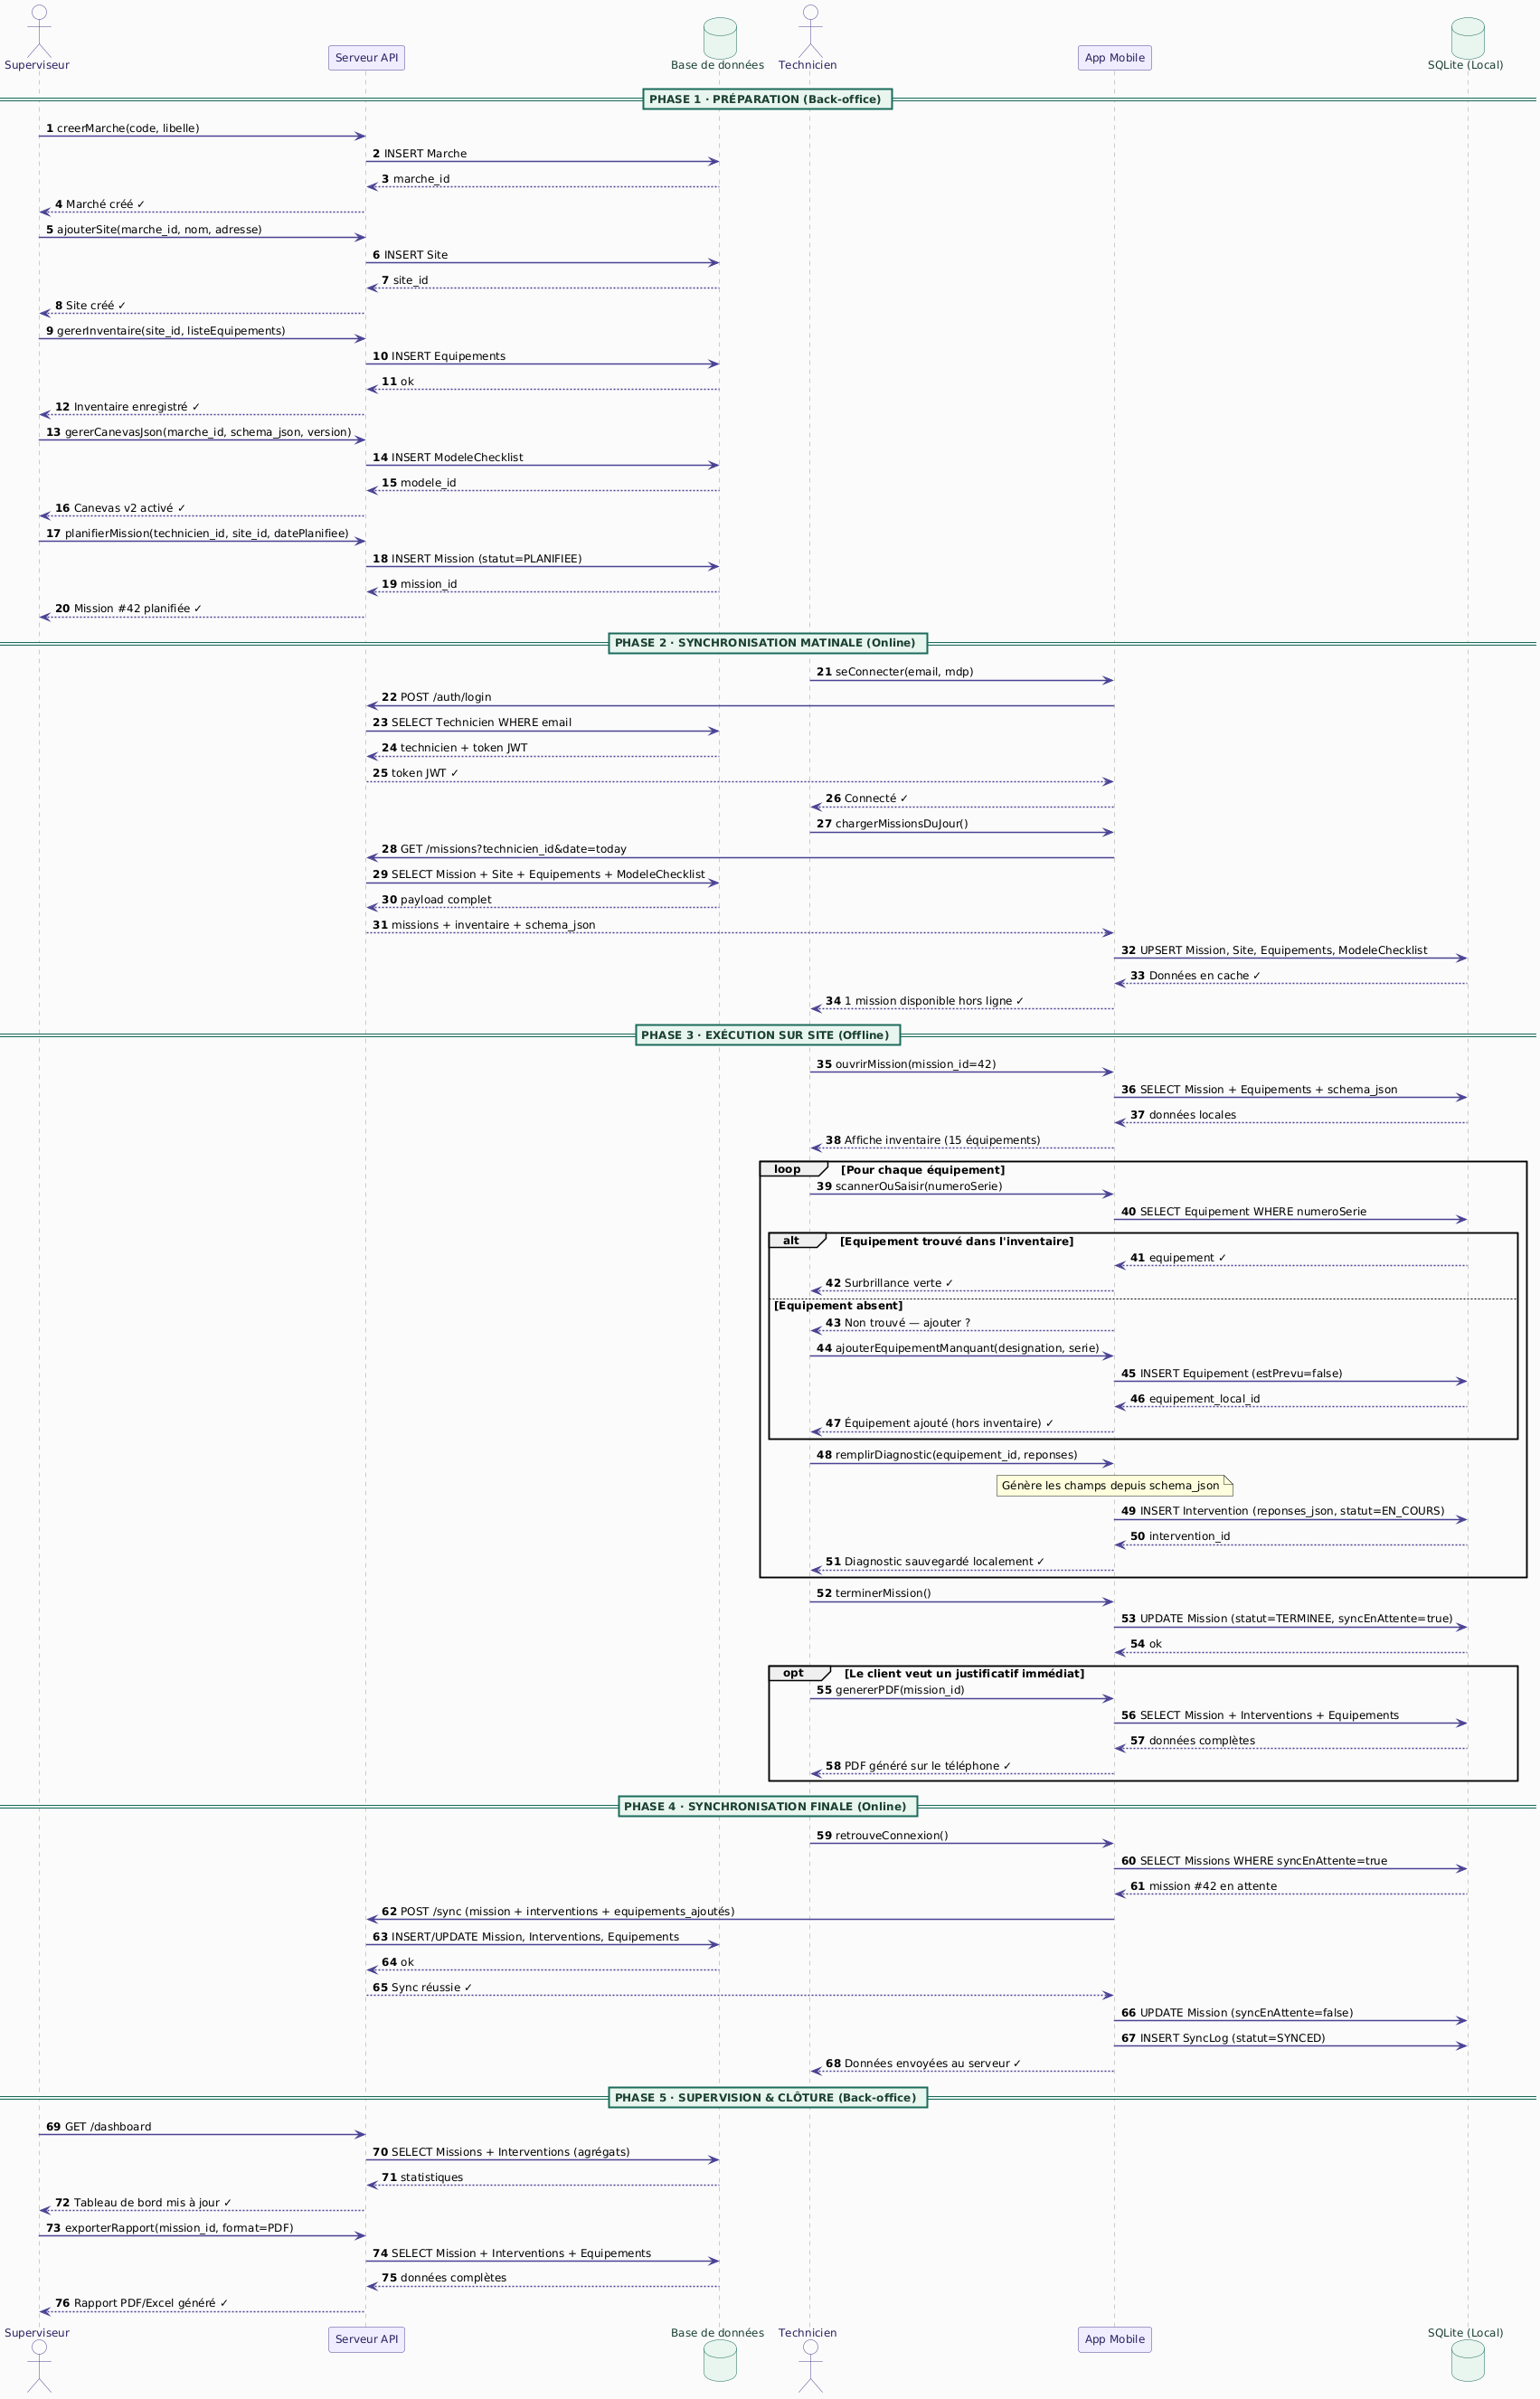 Superviseur
Serveur API
Base de données
Technicien
App Mobile
SQLite (Local)
PHASE 1 · PRÉPARATION (Back-office)
1 creerMarche(code, libelle)
2 INSERT Marche
3 marche_id
4 Marché créé ✓
5 ajouterSite(marche_id, nom, adresse)
6 INSERT Site
7 site_id
8 Site créé ✓
9 gererInventaire(site_id, listeEquipements)
10 INSERT Equipements
11 ok
12 Inventaire enregistré ✓
13 gererCanevasJson(marche_id, schema_json, version)
14 INSERT ModeleChecklist
15 modele_id
16 Canevas v2 activé ✓
17 planifierMission(technicien_id, site_id, datePlanifiee)
18 INSERT Mission (statut=PLANIFIEE)
19 mission_id
20 Mission #42 planifiée ✓
PHASE 2 · SYNCHRONISATION MATINALE (Online)
21 seConnecter(email, mdp)
22 POST /auth/login
23 SELECT Technicien WHERE email
24 technicien + token JWT
25 token JWT ✓
26 Connecté ✓
27 chargerMissionsDuJour()
28 GET /missions?technicien_id&date=today
29 SELECT Mission + Site + Equipements + ModeleChecklist
30 payload complet
31 missions + inventaire + schema_json
32 UPSERT Mission, Site, Equipements, ModeleChecklist
33 Données en cache ✓
34 1 mission disponible hors ligne ✓
PHASE 3 · EXÉCUTION SUR SITE (Offline)
35 ouvrirMission(mission_id=42)
36 SELECT Mission + Equipements + schema_json
37 données locales
38 Affiche inventaire (15 équipements)
loop [Pour chaque équipement]
39 scannerOuSaisir(numeroSerie)
40 SELECT Equipement WHERE numeroSerie
alt [Equipement trouvé dans l'inventaire]
41 equipement ✓
42 Surbrillance verte ✓
[Equipement absent]
43 Non trouvé — ajouter ?
44 ajouterEquipementManquant(designation, serie)
45 INSERT Equipement (estPrevu=false)
46 equipement_local_id
47 Équipement ajouté (hors inventaire) ✓
48 remplirDiagnostic(equipement_id, reponses)
Génère les champs depuis schema_json
49 INSERT Intervention (reponses_json, statut=EN_COURS)
50 intervention_id
51 Diagnostic sauvegardé localement ✓
52 terminerMission()
53 UPDATE Mission (statut=TERMINEE, syncEnAttente=true)
54 ok
opt [Le client veut un justificatif immédiat]
55 genererPDF(mission_id)
56 SELECT Mission + Interventions + Equipements
57 données complètes
58 PDF généré sur le téléphone ✓
PHASE 4 · SYNCHRONISATION FINALE (Online)
59 retrouveConnexion()
60 SELECT Missions WHERE syncEnAttente=true
61 mission #42 en attente
62 POST /sync (mission + interventions + equipements_ajoutés)
63 INSERT/UPDATE Mission, Interventions, Equipements
64 ok
65 Sync réussie ✓
66 UPDATE Mission (syncEnAttente=false)
67 INSERT SyncLog (statut=SYNCED)
68 Données envoyées au serveur ✓
PHASE 5 · SUPERVISION & CLÔTURE (Back-office)
69 GET /dashboard
70 SELECT Missions + Interventions (agrégats)
71 statistiques
72 Tableau de bord mis à jour ✓
73 exporterRapport(mission_id, format=PDF)
74 SELECT Mission + Interventions + Equipements
75 données complètes
76 Rapport PDF/Excel généré ✓
Superviseur
Serveur API
Base de données
Technicien
App Mobile
SQLite (Local)